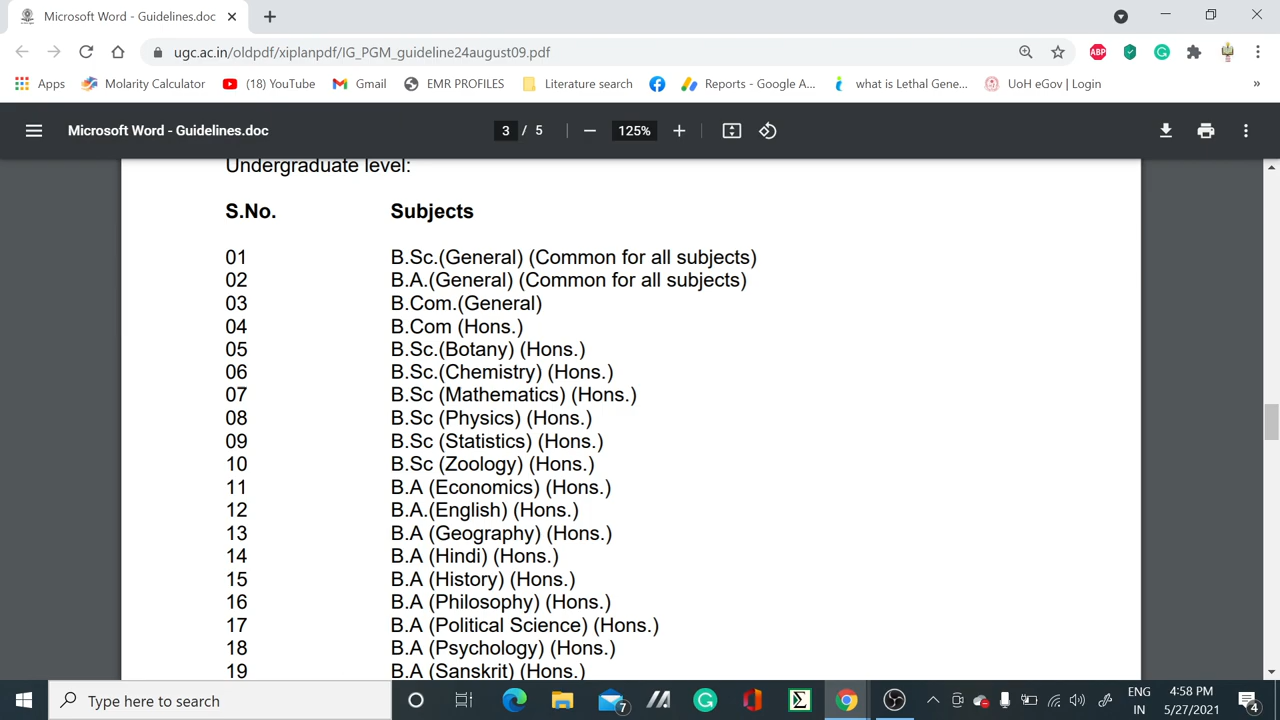 Microsoft Word - Guidelines.doc
ugc.ac.in/oldpdf/xiplanpdf/IG_PGM_guideline24august09.pdf
ABP
Apps Molarity Calculator (18) YouTube Gmail EMR PROFILES Literature search Reports - Google A... what is Lethal Gene... UoH eGov | Login »
Microsoft Word - Guidelines.doc 3 / 5 125%
Undergraduate level:
S.No. Subjects
01 B.Sc.(General) (Common for all subjects)
02 B.A.(General) (Common for all subjects)
03 B.Com.(General)
04 B.Com (Hons.)
05 B.Sc.(Botany) (Hons.)
06 B.Sc.(Chemistry) (Hons.)
07 B.Sc (Mathematics) (Hons.)
08 B.Sc (Physics) (Hons.)
09 B.Sc (Statistics) (Hons.)
10 B.Sc (Zoology) (Hons.)
11 B.A (Economics) (Hons.)
12 B.A.(English) (Hons.)
13 B.A (Geography) (Hons.)
14 B.A (Hindi) (Hons.)
15 B.A (History) (Hons.)
16 B.A (Philosophy) (Hons.)
17 B.A (Political Science) (Hons.)
18 B.A (Psychology) (Hons.)
19 B.A (Sanskrit) (Hons.)
Type here to search 7 ENG IN 4:58 PM 5/27/2021 4